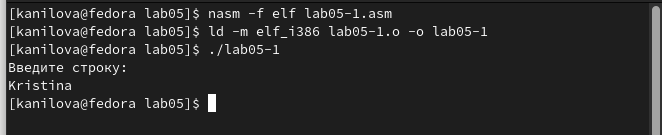 [kanilova@fedora lab05]$ nasm -f elf lab05-1.asm
[kanilova@fedora lab05]$ ld -m elf_i386 lab05-1.o -o lab05-1
[kanilova@fedora lab05]$ ./lab05-1
Введите строку:
Kristina
[kanilova@fedora lab05]$